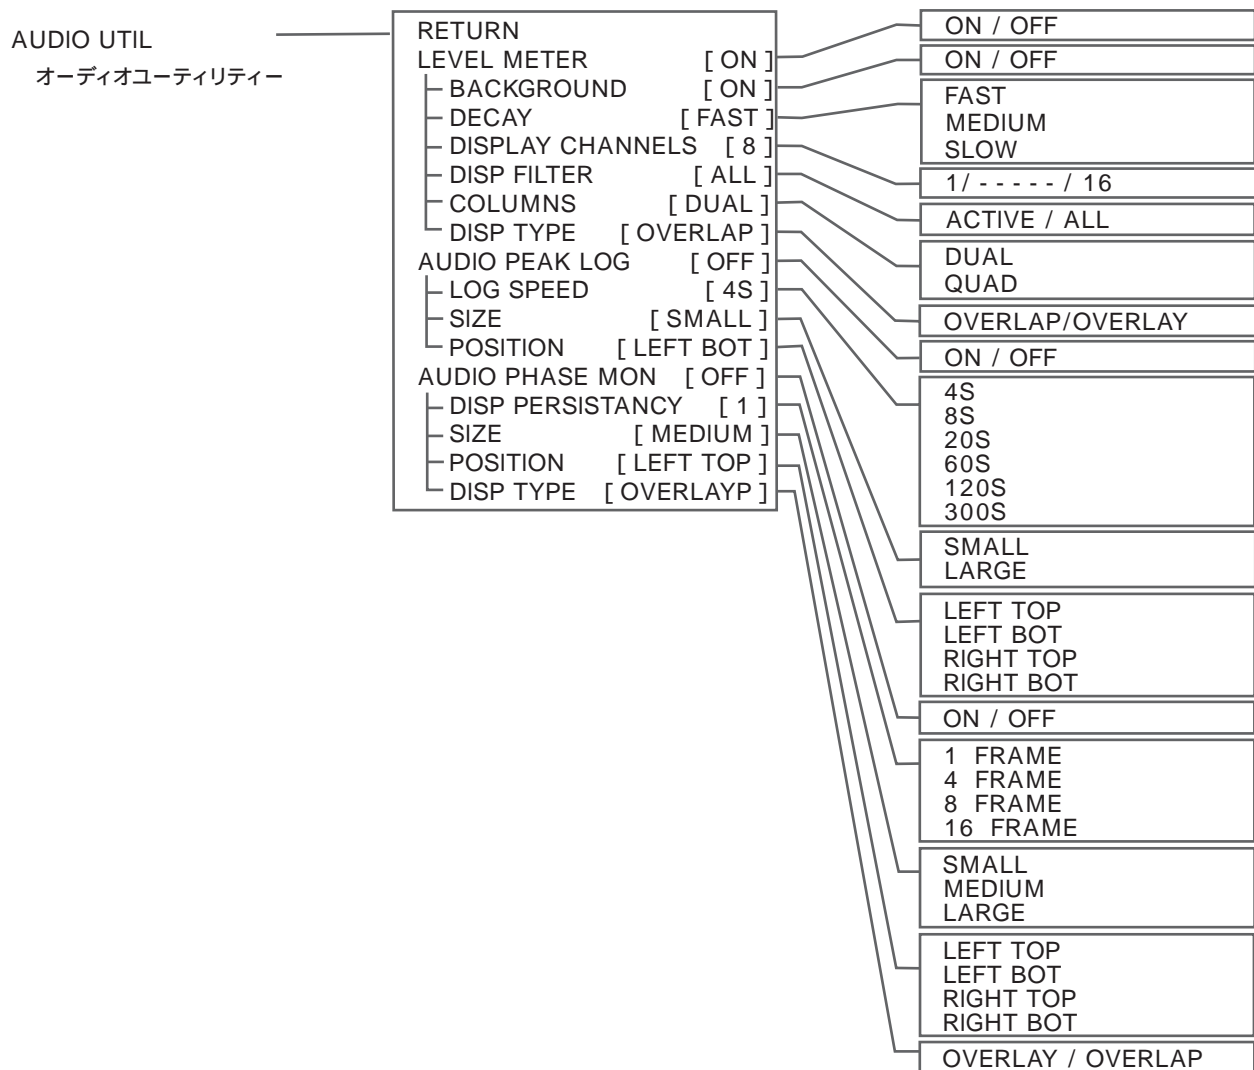 AUDIO UTIL
オーディオユーティリティー
RETURN
LEVEL METER [ ON ]
BACKGROUND [ ON ]
DECAY [ FAST ]
DISPLAY CHANNELS [ 8 ]
DISP FILTER [ ALL ]
COLUMNS [ DUAL ]
DISP TYPE [ OVERLAP ]
AUDIO PEAK LOG [ OFF ]
LOG SPEED [ 4S ]
SIZE [ SMALL ]
POSITION [ LEFT BOT ]
AUDIO PHASE MON [ OFF ]
DISP PERSISTANCY [ 1 ]
SIZE [ MEDIUM ]
POSITION [ LEFT TOP ]
DISP TYPE [ OVERLAYP ]
ON / OFF
ON / OFF
FAST
MEDIUM
SLOW
1/ - - - - - / 16
ACTIVE / ALL
DUAL
QUAD
OVERLAP/OVERLAY
ON / OFF
4S
8S
20S
60S
120S
300S
SMALL
LARGE
LEFT TOP
LEFT BOT
RIGHT TOP
RIGHT BOT
ON / OFF
1 FRAME
4 FRAME
8 FRAME
16 FRAME
SMALL
MEDIUM
LARGE
LEFT TOP
LEFT BOT
RIGHT TOP
RIGHT BOT
OVERLAY / OVERLAP